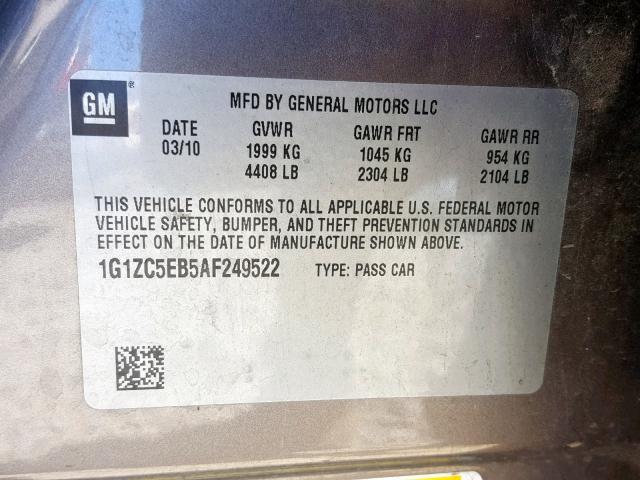 GM ®
MFD BY GENERAL MOTORS LLC
DATE GVWR GAWR FRT GAWR RR
03/10 1999 KG 1045 KG 954 KG
4408 LB 2304 LB 2104 LB
THIS VEHICLE CONFORMS TO ALL APPLICABLE U.S. FEDERAL MOTOR
VEHICLE SAFETY, BUMPER, AND THEFT PREVENTION STANDARDS IN
EFFECT ON THE DATE OF MANUFACTURE SHOWN ABOVE.
1G1ZC5EB5AF249522 TYPE: PASS CAR